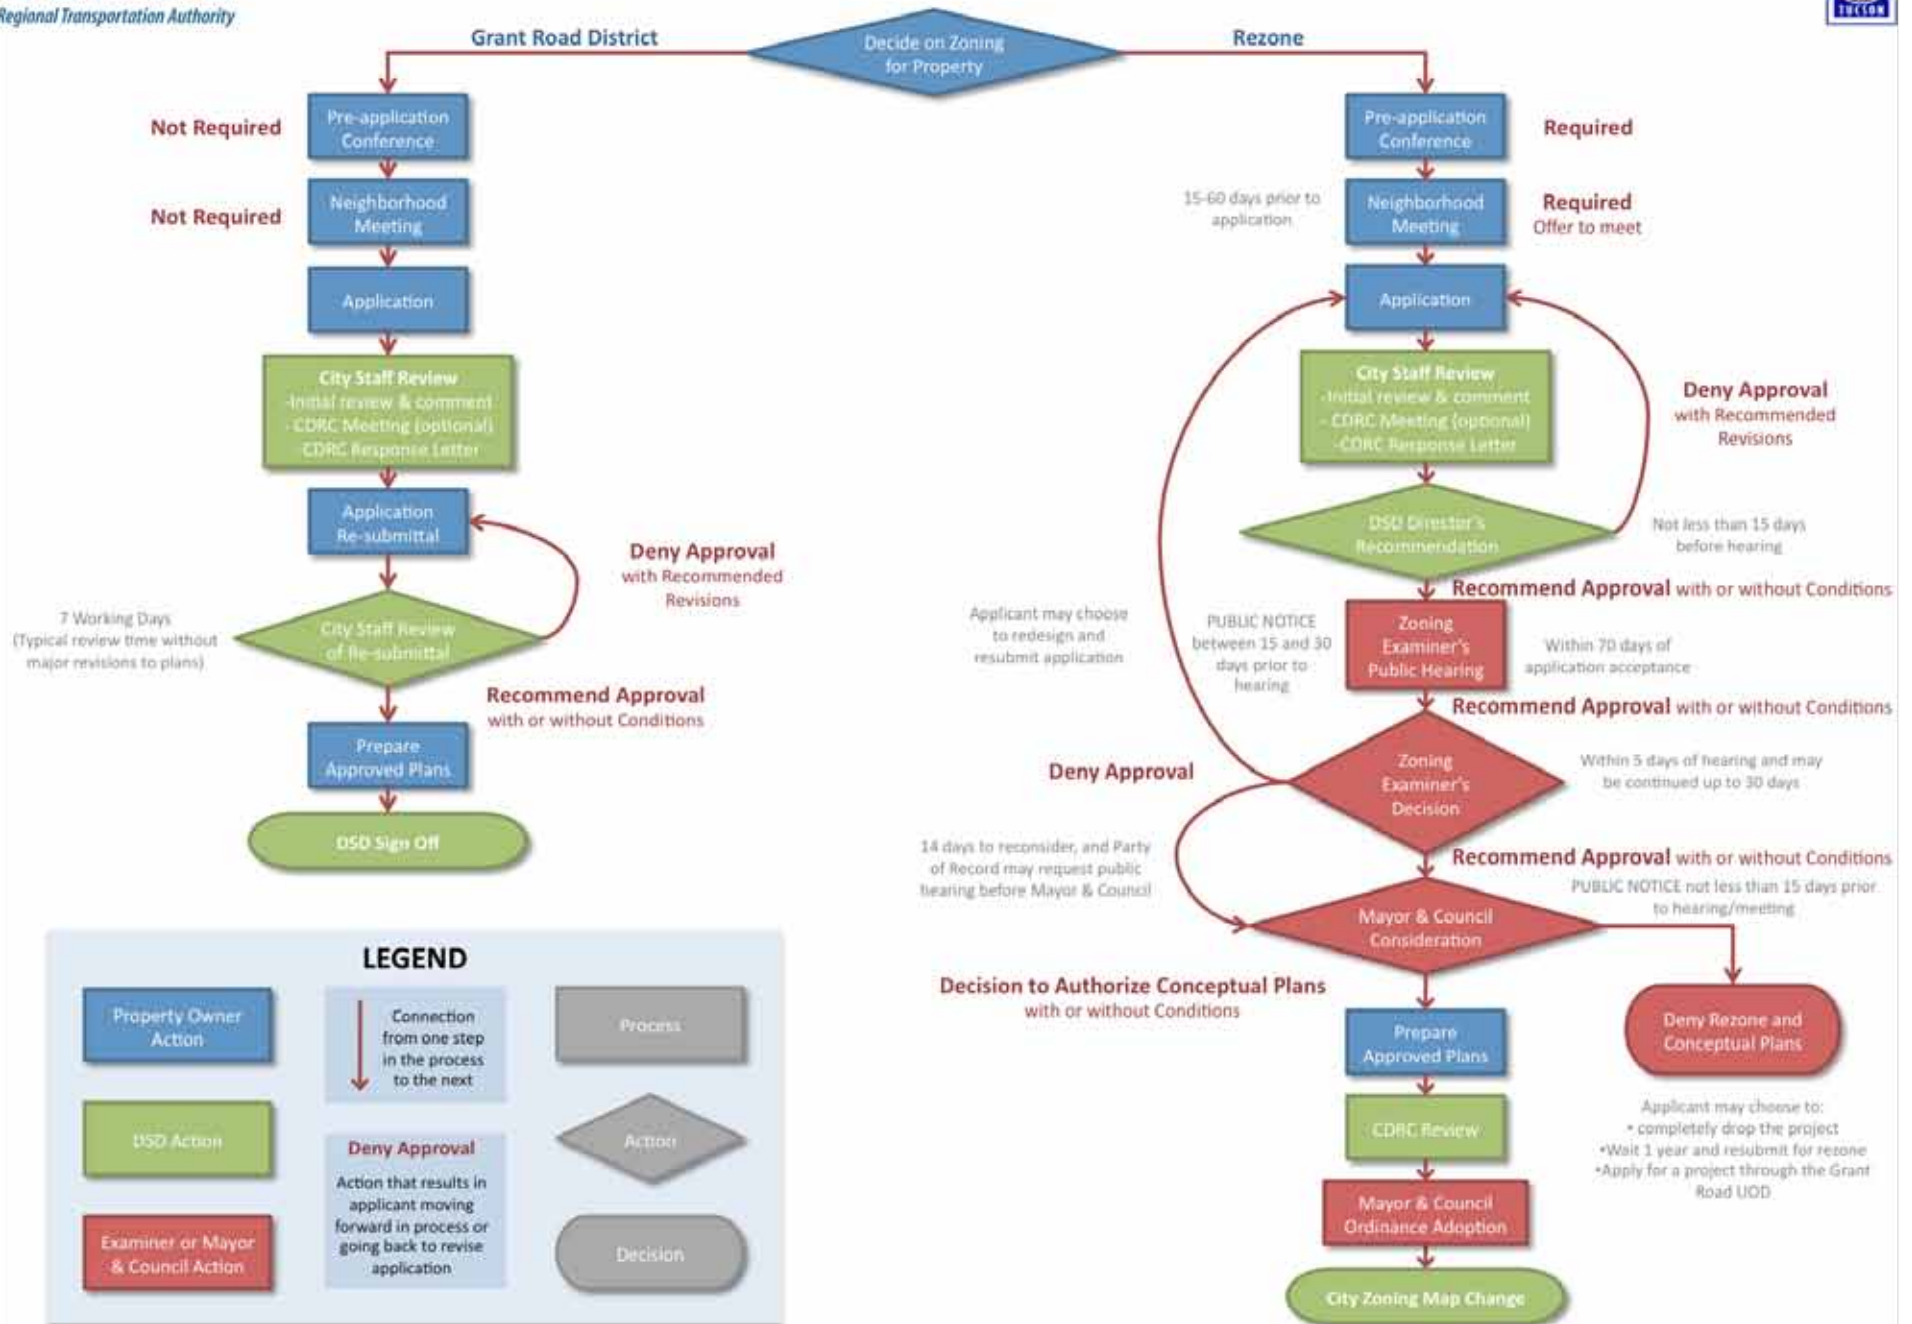 Regional Transportation Authority
TUCSON
Decide on Zoning
for Property
Grant Road District
Not Required
Pre-application
Conference
Not Required
Neighborhood
Meeting
Application
City Staff Review
-Initial review & comment
- CDRC Meeting (optional)
-CDRC Response Letter
Application
Re-submittal
Deny Approval
with Recommended
Revisions
7 Working Days
(Typical review time without
major revisions to plans)
City Staff Review
of Re-submittal
Recommend Approval
with or without Conditions
Prepare
Approved Plans
DSD Sign Off
Rezone
Pre-application
Conference
Required
15-60 days prior to
application
Neighborhood
Meeting
Required
Offer to meet
Application
City Staff Review
-Initial review & comment
- CDRC Meeting (optional)
-CDRC Response Letter
Deny Approval
with Recommended
Revisions
DSD Director's
Recommendation
Not less than 15 days
before hearing
Recommend Approval with or without Conditions
Applicant may choose
to redesign and
resubmit application
PUBLIC NOTICE
between 15 and 30
days prior to
hearing
Zoning
Examiner's
Public Hearing
Within 70 days of
application acceptance
Recommend Approval with or without Conditions
Deny Approval
Zoning
Examiner's
Decision
Within 5 days of hearing and may
be continued up to 30 days
14 days to reconsider, and Party
of Record may request public
hearing before Mayor & Council
Recommend Approval with or without Conditions
PUBLIC NOTICE not less than 15 days prior
to hearing/meeting
Mayor & Council
Consideration
Decision to Authorize Conceptual Plans
with or without Conditions
Prepare
Approved Plans
Deny Rezone and
Conceptual Plans
Applicant may choose to:
• completely drop the project
•Wait 1 year and resubmit for rezone
•Apply for a project through the Grant
Road UOD
CDRC Review
Mayor & Council
Ordinance Adoption
City Zoning Map Change
LEGEND
Property Owner
Action
DSD Action
Examiner or Mayor
& Council Action
Connection
from one step
in the process
to the next
Deny Approval
Action that results in
applicant moving
forward in process or
going back to revise
application
Process
Action
Decision